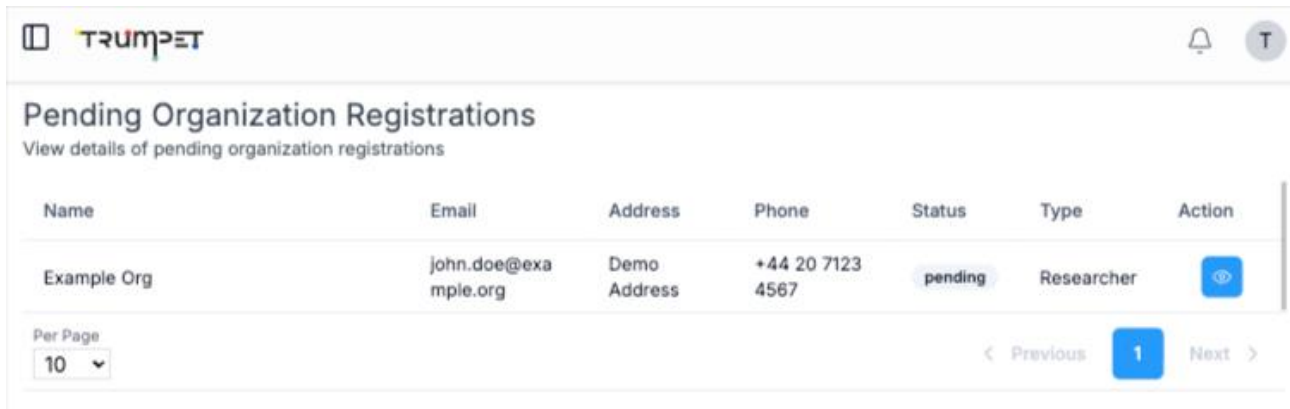 TRUMPET
T
Pending Organization Registrations
View details of pending organization registrations
Name Email Address Phone Status Type Action
Example Org john.doe@exa Demo +44 20 7123 pending Researcher
mple.org Address 4567
Per Page
10
< Previous 1 Next >